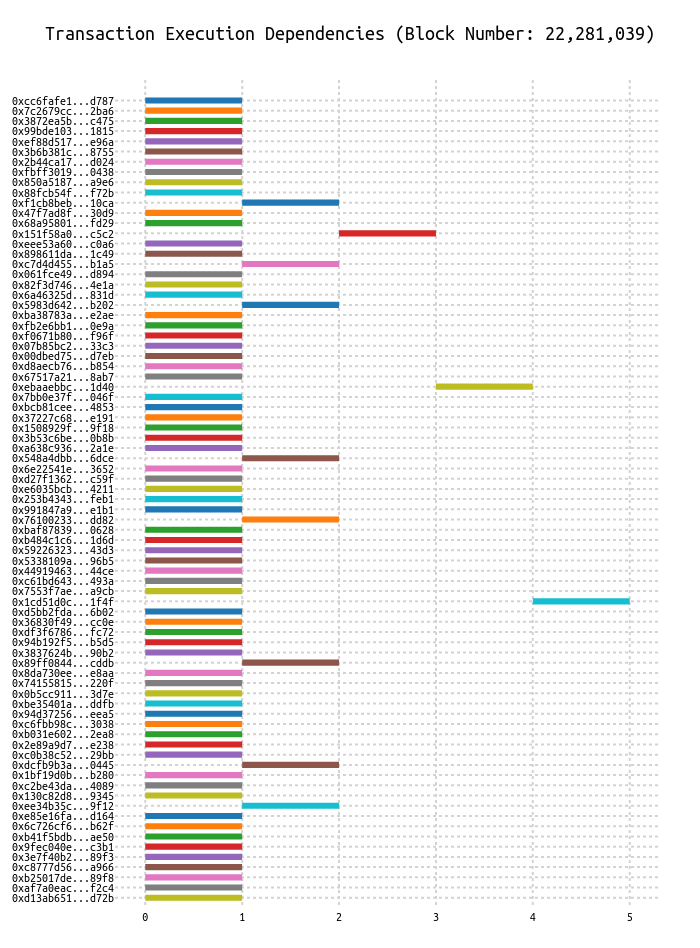 Transaction Execution Dependencies (Block Number: 22,281,039)
0xcc6fafe1...d787
0x7c2679cc...2ba6
0x3872ea5b...c475
0x99bde103...1815
0xef88d517...e96a
0x3b6b381c...8755
0x2b44ca17...d024
0xfbff3019...0438
0x850a5187...a9e6
0x88fcb54f...f72b
0xf1cb8beb...10ca
0x47f7ad8f...30d9
0x68a95801...fd29
0x151f58a0...c5c2
0xeee53a60...c0a6
0x898611da...1c49
0xc7d4d455...b1a5
0x061fce49...d894
0x82f3d746...4e1a
0x6a46325d...831d
0x5983d642...b202
0xba38783a...e2ae
0xfb2e6bb1...0e9a
0xf0671b80...f96f
0x07b85bc2...33c3
0x00dbed75...d7eb
0xd8aecb76...b854
0x67517a21...8ab7
0xebaaebbc...1d40
0x7bb0e37f...046f
0xbcb81cee...4853
0x37227c68...e191
0x1508929f...9f18
0x3b53c6be...0b8b
0xa638c936...2a1e
0x548a4dbb...6dce
0x6e22541e...3652
0xd27f1362...c59f
0xe6035bcb...4211
0x253b4343...feb1
0x991847a9...e1b1
0x76100233...dd82
0xbaf87839...0628
0xb484c1c6...1d6d
0x59226323...43d3
0x5338109a...96b5
0x44919463...44ce
0xc61bd643...493a
0x7553f7ae...a9cb
0x1cd51d0c...1f4f
0xd5bb2fda...6b02
0x36830f49...cc0e
0xdf3f6786...fc72
0x94b192f5...b5d5
0x3837624b...90b2
0x89ff0844...cddb
0x8da730ee...e8aa
0x74155815...220f
0x0b5cc911...3d7e
0xbe35401a...ddfb
0x94d37256...eea5
0xc6fbb98c...3038
0xb031e602...2ea8
0x2e89a9d7...e238
0xc0b38c52...29bb
0xdcfb9b3a...0445
0x1bf19d0b...b280
0xc2be43da...4089
0x130c82d8...9345
0xee34b35c...9f12
0xe85e16fa...d164
0x6c726cf6...b62f
0xb41f5bdb...ae50
0x9fec040e...c3b1
0x3e7f40b2...89f3
0xc8777d56...a966
0xb25017de...89f8
0xaf7a0eac...f2c4
0xd13ab651...d72b
0 1 2 3 4 5